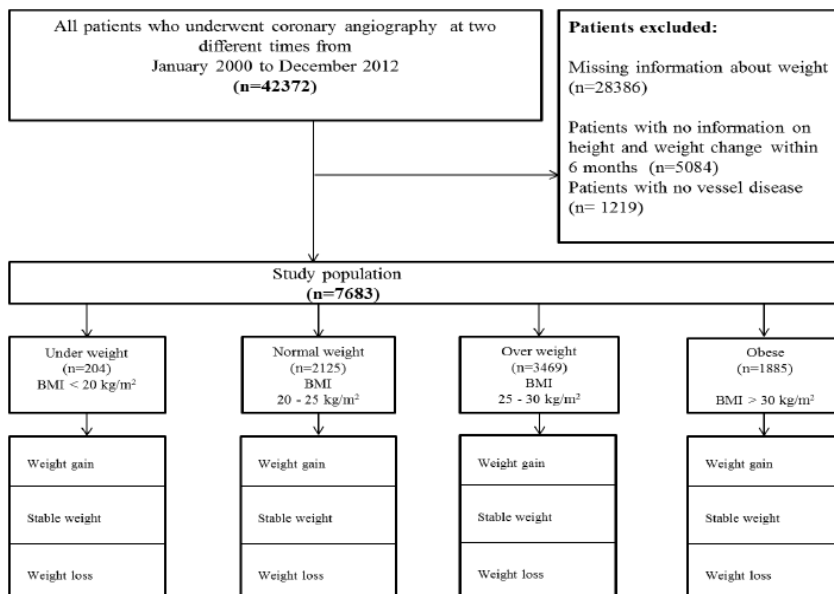 All patients who underwent coronary angiography at two
different times from
January 2000 to December 2012
(n=42372)
Patients excluded:
Missing information about weight
(n=28386)
Patients with no information on
height and weight change within
6 months (n=5084)
Patients with no vessel disease
(n= 1219)
Study population
(n=7683)
Under weight
(n=204)
BMI < 20 kg/m²
Normal weight
(n=2125)
BMI
20 - 25 kg/m²
Over weight
(n=3469)
BMI
25 - 30 kg/m²
Obese
(n=1885)
BMI > 30 kg/m²
Weight gain
Stable weight
Weight loss
Weight gain
Stable weight
Weight loss
Weight gain
Stable weight
Weight loss
Weight gain
Stable weight
Weight loss